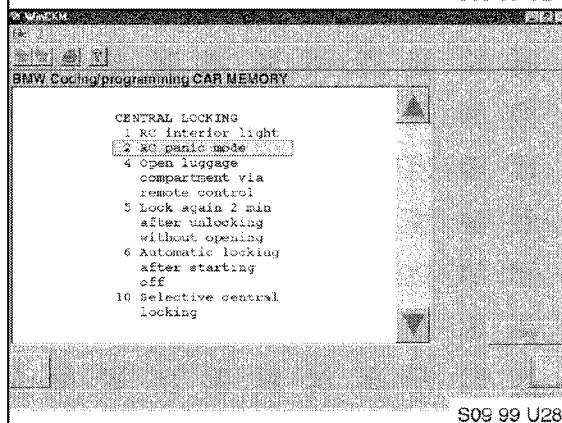 WinCKM
BMW Coding/programming CAR MEMORY
CENTRAL LOCKING
1 RC interior light
2 RC panic mode
4 Open luggage
compartment via
remote control
5 Lock again 2 min
after unlocking
without opening
6 Automatic locking
after starting
off
10 Selective central
locking
S09 99 U28